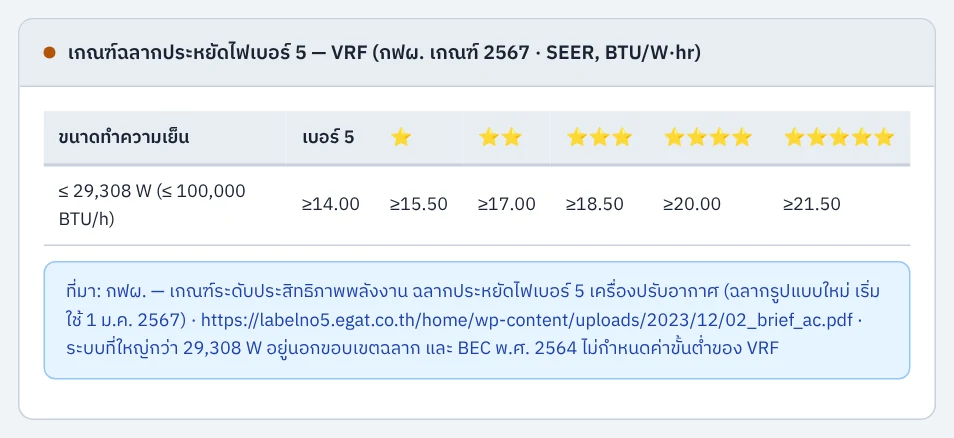 เกณฑ์ฉลากประหยัดไฟเบอร์ 5 — VRF (กฟผ. เกณฑ์ 2567 · SEER, BTU/W·hr)
ขนาดทำความเย็น เบอร์ 5 ⭐ ⭐⭐ ⭐⭐⭐ ⭐⭐⭐⭐ ⭐⭐⭐⭐⭐
≤ 29,308 W (≤ 100,000
BTU/h) ≥14.00 ≥15.50 ≥17.00 ≥18.50 ≥20.00 ≥21.50
ที่มา: กฟผ. — เกณฑ์ระดับประสิทธิภาพพลังงาน ฉลากประหยัดไฟเบอร์ 5 เครื่องปรับอากาศ (ฉลากรูปแบบใหม่ เริ่ม
ใช้ 1 ม.ค. 2567) · https://labelno5.egat.co.th/home/wp-content/uploads/2023/12/02_brief_ac.pdf ·
ระบบที่ใหญ่กว่า 29,308 W อยู่นอกขอบเขตฉลาก และ BEC พ.ศ. 2564 ไม่กำหนดค่าขั้นต่ำของ VRF